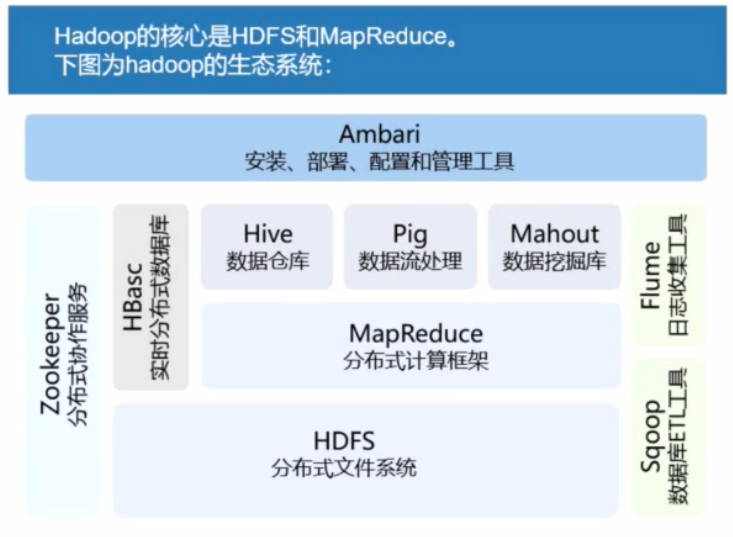 Hadoop的核心是HDFS和MapReduce。
下图为hadoop的生态系统：
Ambari
安装、部署、配置和管理工具
Zookeeper
分布式协作服务
HBasc
实时分布式数据库
Hive
数据仓库
Pig
数据流处理
Mahout
数据挖掘库
MapReduce
分布式计算框架
HDFS
分布式文件系统
Flume
日志收集工具
Sqoop
数据库ETL工具